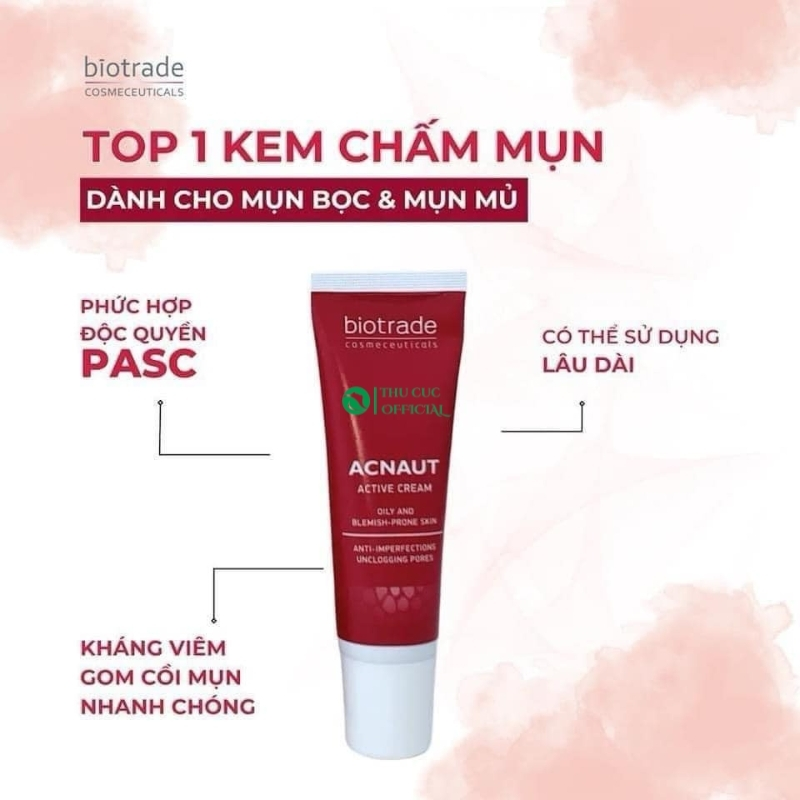 biotrade
COSMECEUTICALS
TOP 1 KEM CHẤM MỤN
DÀNH CHO MỤN BỌC & MỤN MỦ
PHỨC HỢP
ĐỘC QUYỀN
PASC
CÓ THỂ SỬ DỤNG
LÂU DÀI
biotrade
cosmeceuticals
THU CUC
OFFICIAL
ACNAUT
ACTIVE CREAM
OILY AND
BLEMISH-PRONE SKIN
ANTI-IMPERFECTIONS
UNCLOGGING PORES
KHÁNG VIÊM
GOM CỒI MỤN
NHANH CHÓNG